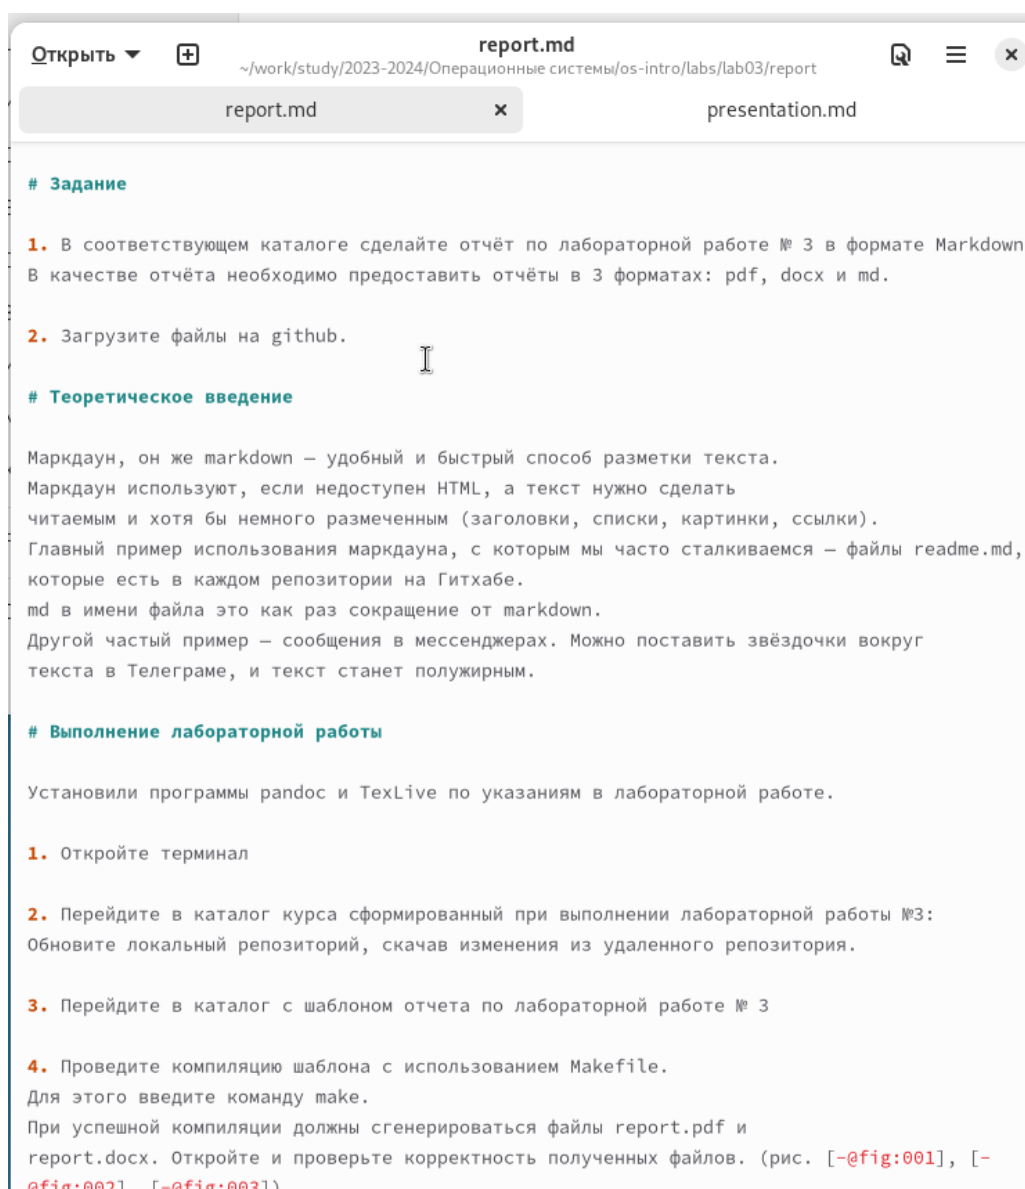 Открыть
report.md
~/work/study/2023-2024/Операционные системы/os-intro/labs/lab03/report
report.md
presentation.md
# Задание
1. В соответствующем каталоге сделайте отчёт по лабораторной работе № 3 в формате Markdown
В качестве отчёта необходимо предоставить отчёты в 3 форматах: pdf, docx и md.
2. Загрузите файлы на github.
# Теоретическое введение
Маркдаун, он же markdown — удобный и быстрый способ разметки текста.
Маркдаун используют, если недоступен HTML, а текст нужно сделать
читаемым и хотя бы немного размеченным (заголовки, списки, картинки, ссылки).
Главный пример использования маркдауна, с которым мы часто сталкиваемся — файлы readme.md,
которые есть в каждом репозитории на Гитхабе.
md в имени файла это как раз сокращение от markdown.
Другой частый пример — сообщения в мессенджерах. Можно поставить звёздочки вокруг
текста в Телеграме, и текст станет полужирным.
# Выполнение лабораторной работы
Установили программы pandoc и TexLive по указаниям в лабораторной работе.
1. Откройте терминал
2. Перейдите в каталог курса сформированный при выполнении лабораторной работы №3:
Обновите локальный репозиторий, скачав изменения из удаленного репозитория.
3. Перейдите в каталог с шаблоном отчета по лабораторной работе № 3
4. Проведите компиляцию шаблона с использованием Makefile.
Для этого введите команду make.
При успешной компиляции должны сгенерироваться файлы report.pdf и
report.docx. Откройте и проверьте корректность полученных файлов. (рис. [-@fig:001], [-
@fig:002], [-@fig:003])